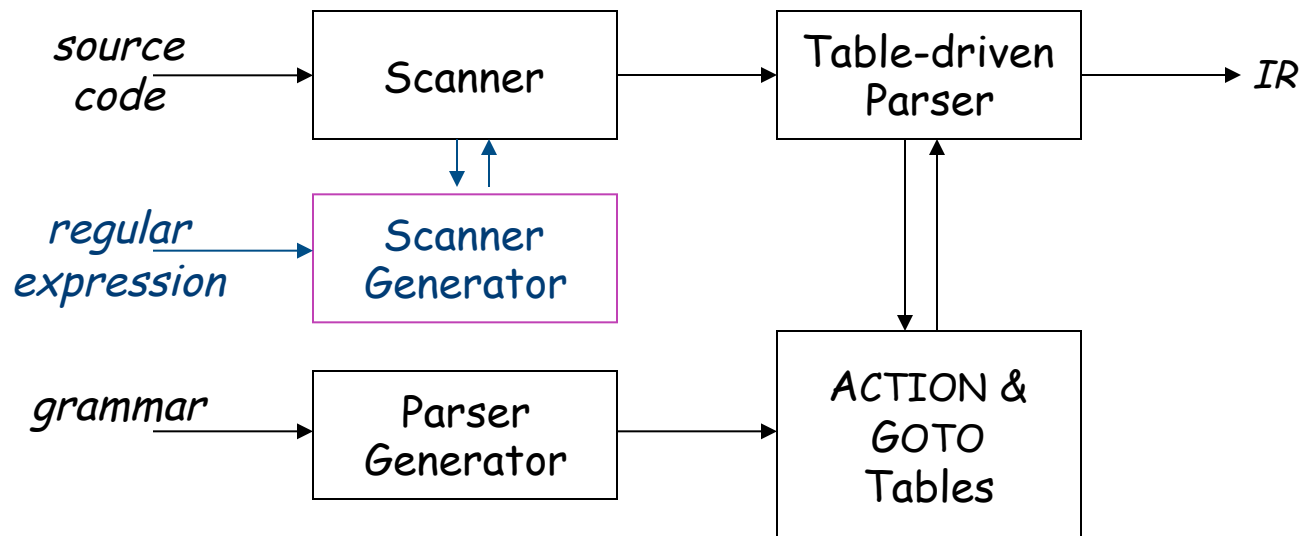 source
code
Scanner
Table-driven
Parser
IR
regular
expression
Scanner
Generator
grammar
Parser
Generator
ACTION &
GOTO
Tables